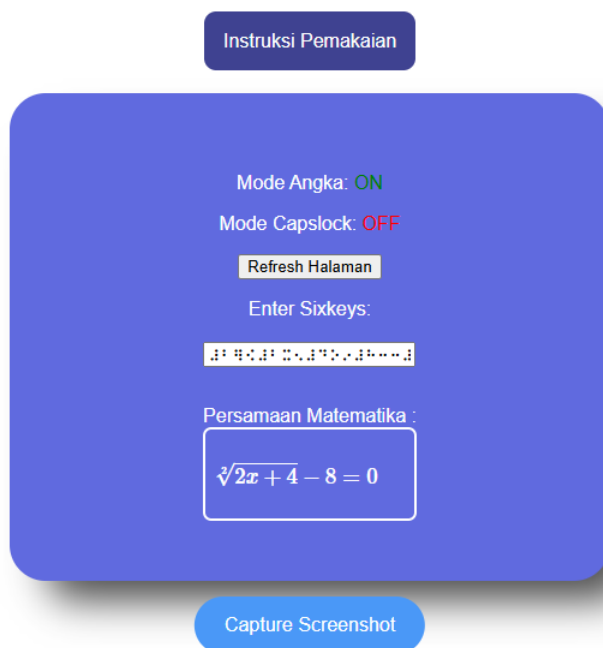 Instruksi Pemakaian
Mode Angka: ON
Mode Capslock: OFF
Refresh Halaman
Enter Sixkeys:
Persamaan Matematika :
²√(2x + 4) − 8 = 0
Capture Screenshot